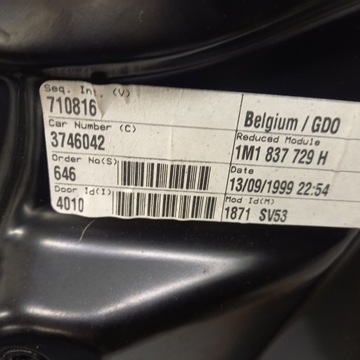 Seq. Int. (V)
710816
Car Number (C)
3746042
Order No(S)
646
Door Id(I)
4010
Belgium / GDO
Reduced Module
1M1 837 729 H
Date
13/09/1999 22:54
Mod Id(M)
1871 SV53